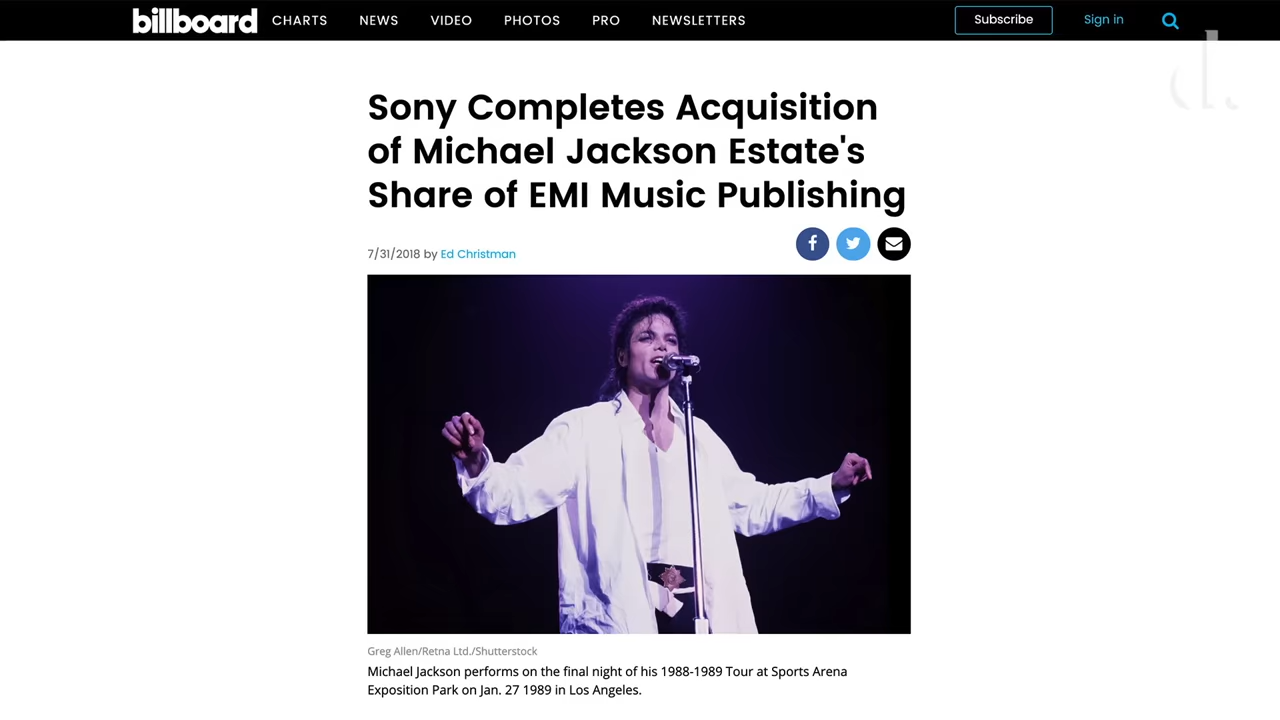 billboard CHARTS NEWS VIDEO PHOTOS PRO NEWSLETTERS Subscribe Sign in
d.
Sony Completes Acquisition
of Michael Jackson Estate's
Share of EMI Music Publishing
7/31/2018 by Ed Christman
Greg Allen/Retna Ltd./Shutterstock
Michael Jackson performs on the final night of his 1988-1989 Tour at Sports Arena
Exposition Park on Jan. 27 1989 in Los Angeles.